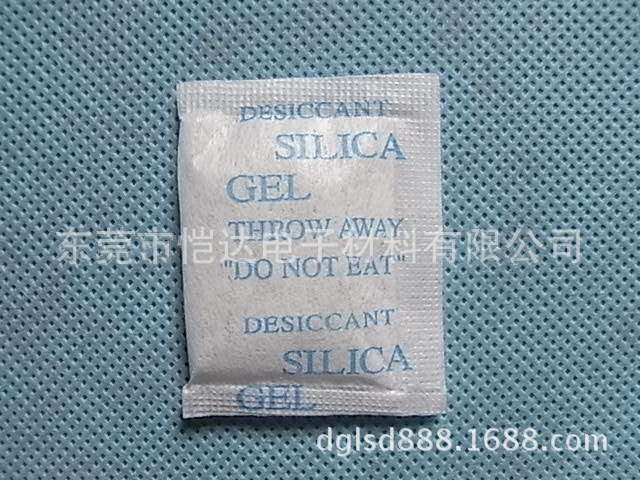 DESICCANT
SILICA
GEL
THROW AWAY
"DO NOT EAT"
东莞市恺达电子材料有限公司
DESICCANT
SILICA
GEL
dglsd888.1688.com